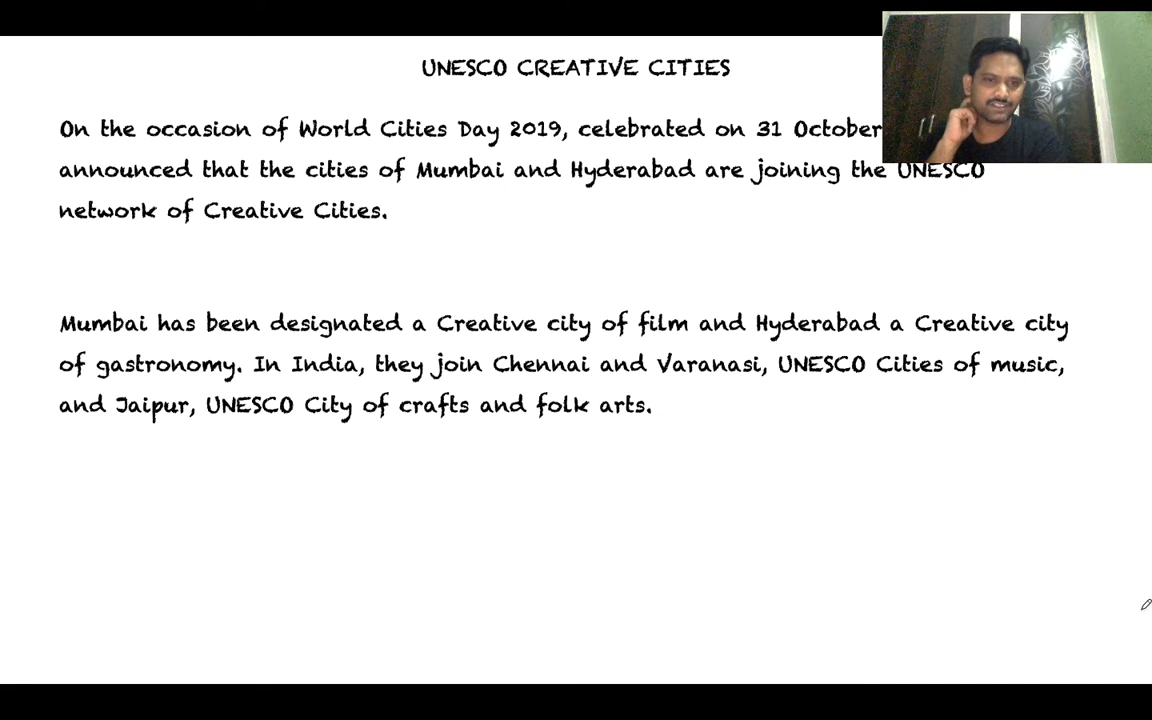 UNESCO CREATIVE CITIES
On the occasion of World Cities Day 2019, celebrated on 31 October
announced that the cities of Mumbai and Hyderabad are joining the UNESCO
network of Creative Cities.
Mumbai has been designated a Creative city of film and Hyderabad a Creative city
of gastronomy. In India, they join Chennai and Varanasi, UNESCO Cities of music,
and Jaipur, UNESCO City of crafts and folk arts.